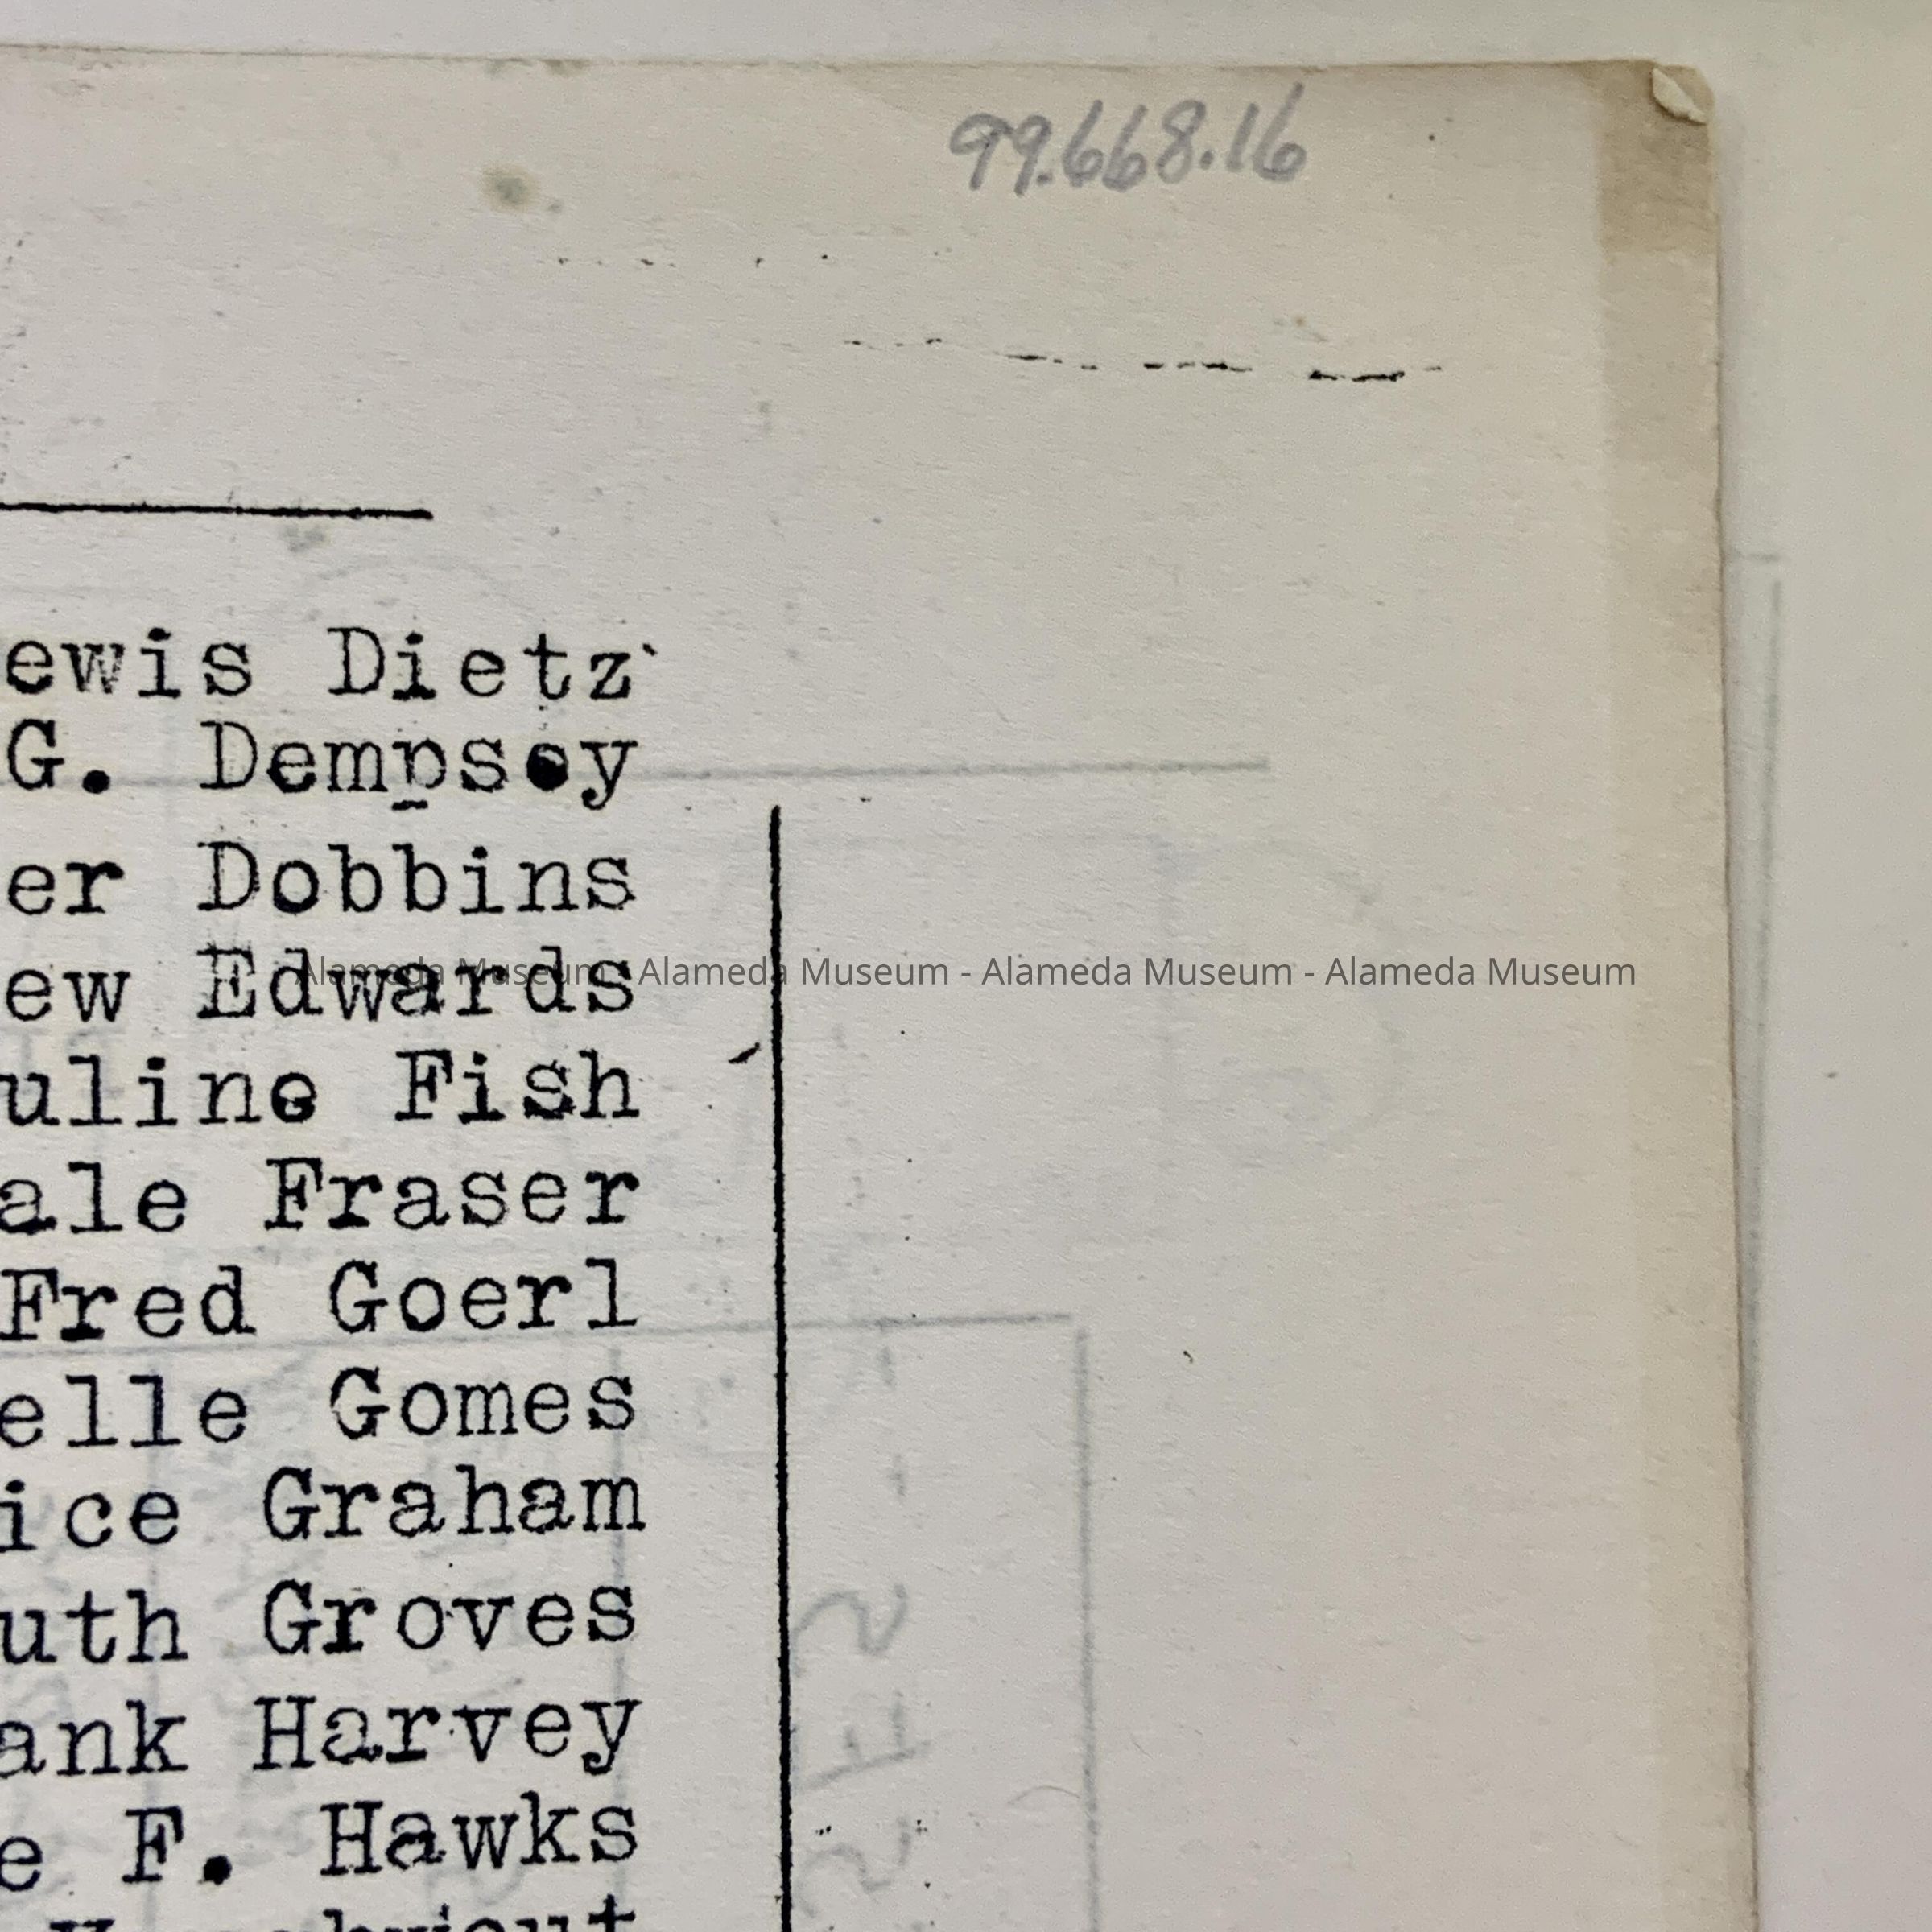 99.668.16
ewis Dietz
G. Dempsey
er Dobbins
ew Edwards
Alameda Museum - Alameda Museum - Alameda Museum - Alameda Museum
uline Fish
ale Fraser
Fred Goerl
elle Gomes
ice Graham
uth Groves
ank Harvey
e F. Hawks